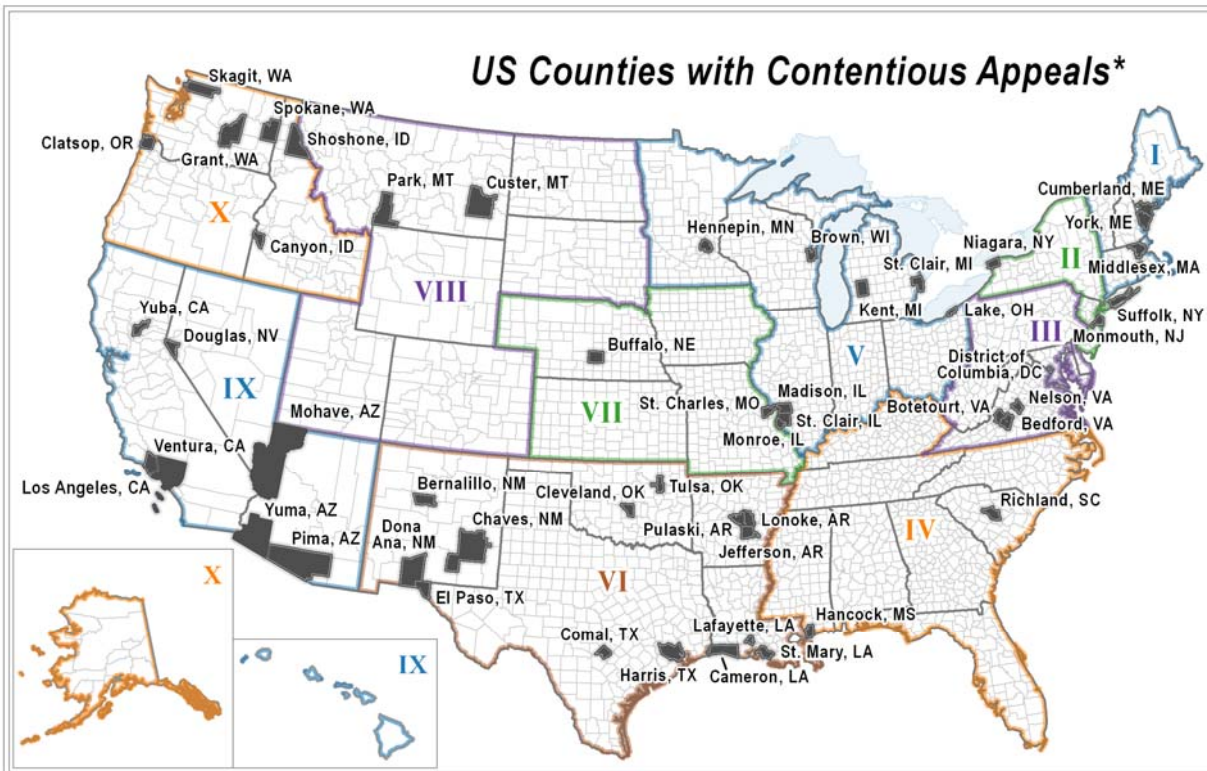 US Counties with Contentious Appeals*
Skagit, WA
Spokane, WA
Clatsop, OR
Shoshone, ID
Grant, WA
Park, MT
Custer, MT
X
Canyon, ID
I
Cumberland, ME
York, ME
Hennepin, MN
Brown, WI
Niagara, NY
II
St. Clair, MI
Middlesex, MA
VIII
Kent, MI
Lake, OH
Suffolk, NY
Yuba, CA
III
Monmouth, NJ
Douglas, NV
Buffalo, NE
V
District of
Columbia, DC
IX
VII
Madison, IL
Nelson, VA
Mohave, AZ
St. Charles, MO
Botetourt, VA
St. Clair, IL
Bedford, VA
Monroe, IL
Ventura, CA
Bernalillo, NM
Cleveland, OK
Tulsa, OK
Los Angeles, CA
Richland, SC
Yuma, AZ
Chaves, NM
Pulaski, AR
Lonoke, AR
Dona
Ana, NM
IV
Pima, AZ
Jefferson, AR
VI
X
El Paso, TX
Hancock, MS
Comal, TX
Lafayette, LA
St. Mary, LA
IX
Harris, TX
Cameron, LA